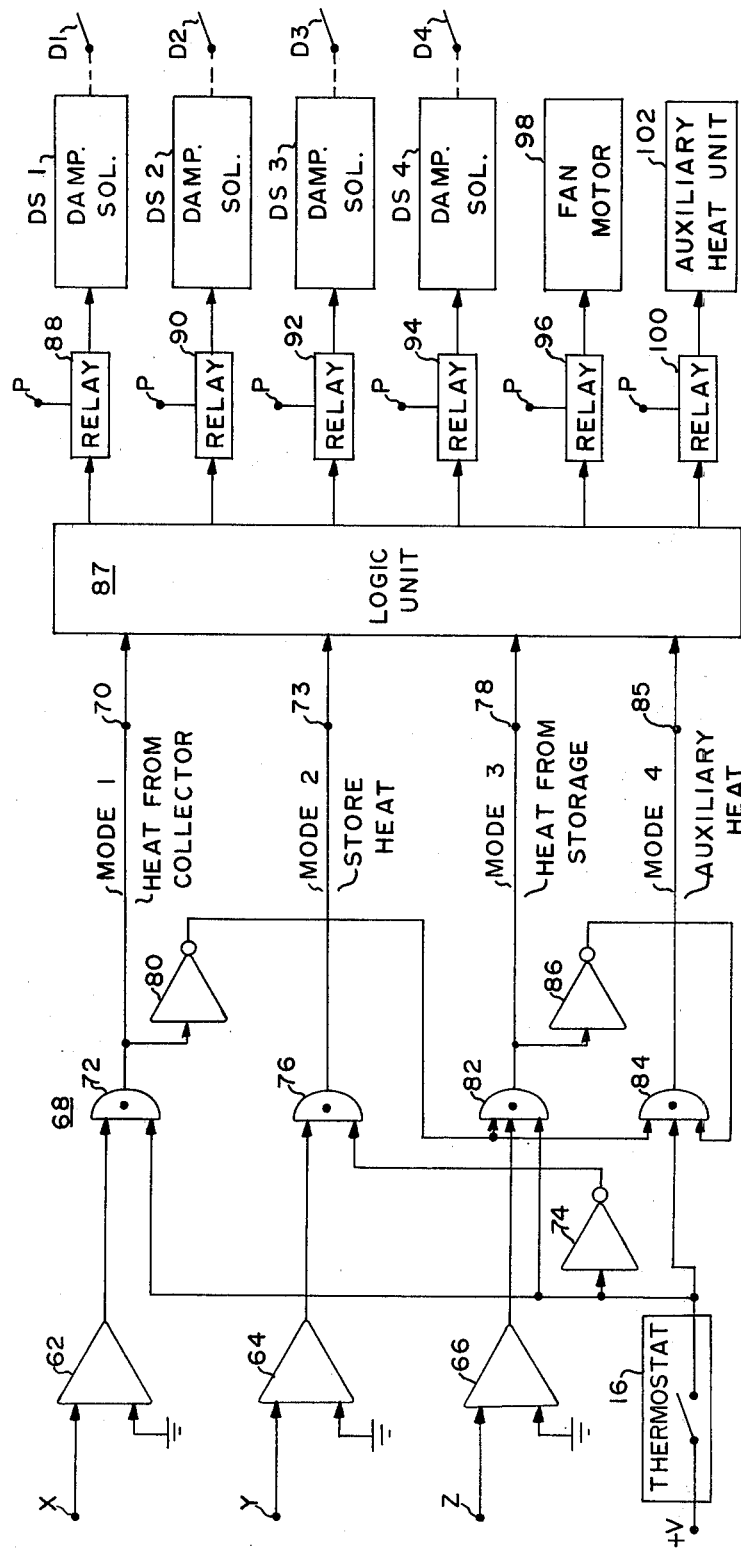 X
62
Y
64
Z
66
+V
THERMOSTAT
16
68
72
76
82
84
74
80
86
MODE 1
HEAT FROM
COLLECTOR
70
MODE 2
STORE
HEAT
73
MODE 3
HEAT FROM
STORAGE
78
MODE 4
AUXILIARY
HEAT
85
87
LOGIC
UNIT
P
RELAY
88
DS 1
DAMP.
SOL.
D1
P
RELAY
90
DS 2
DAMP.
SOL.
D2
P
RELAY
92
DS 3
DAMP.
SOL.
D3
P
RELAY
94
DS 4
DAMP.
SOL.
D4
P
RELAY
96
FAN
MOTOR
98
P
RELAY
100
AUXILIARY
HEAT UNIT
102